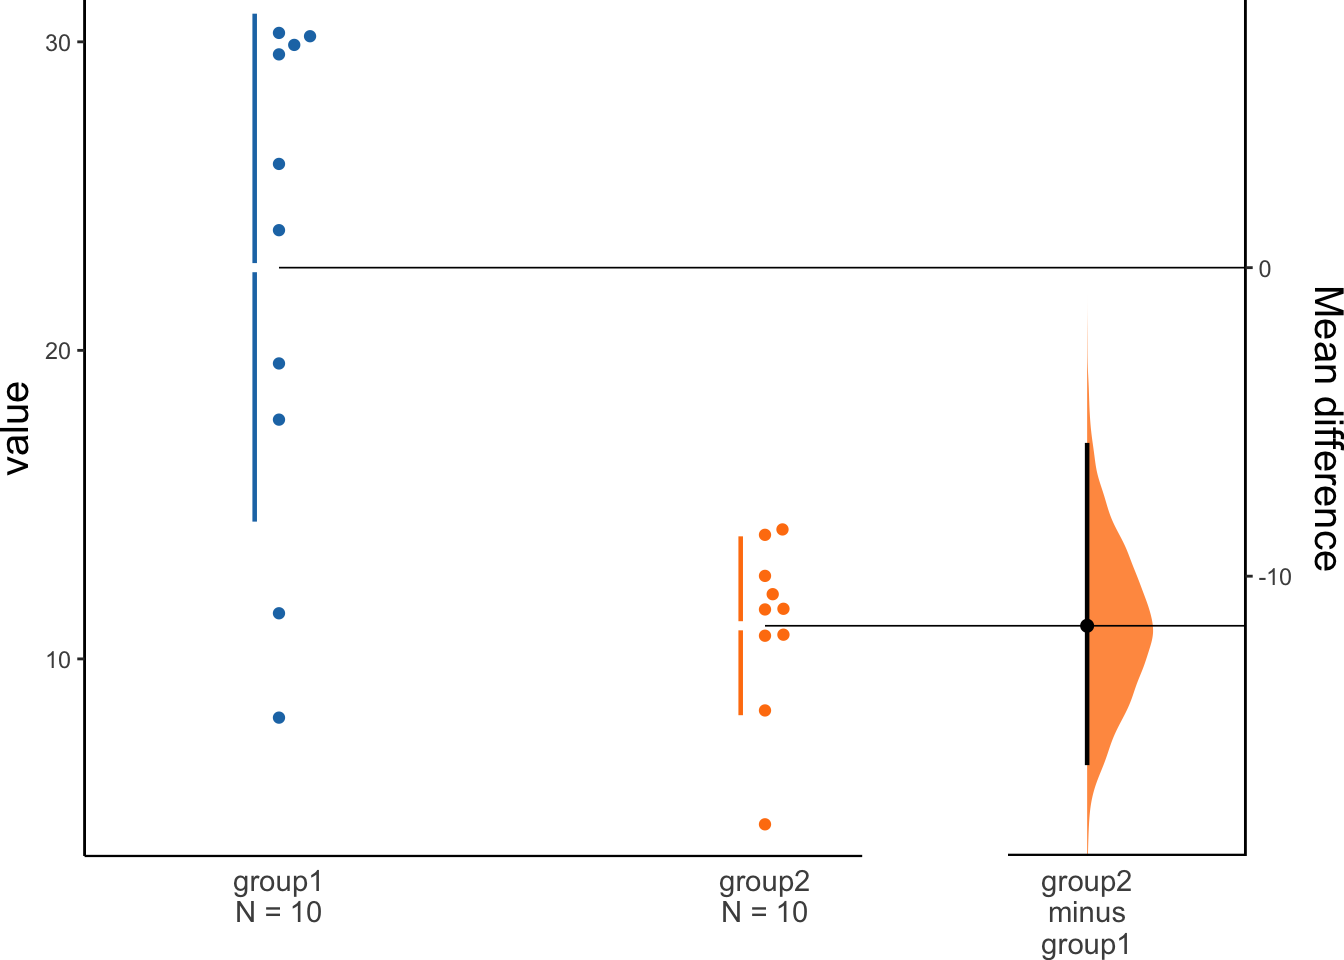 30
20
10
value
0
-10
Mean difference
group1
N = 10
group2
N = 10
group2
minus
group1